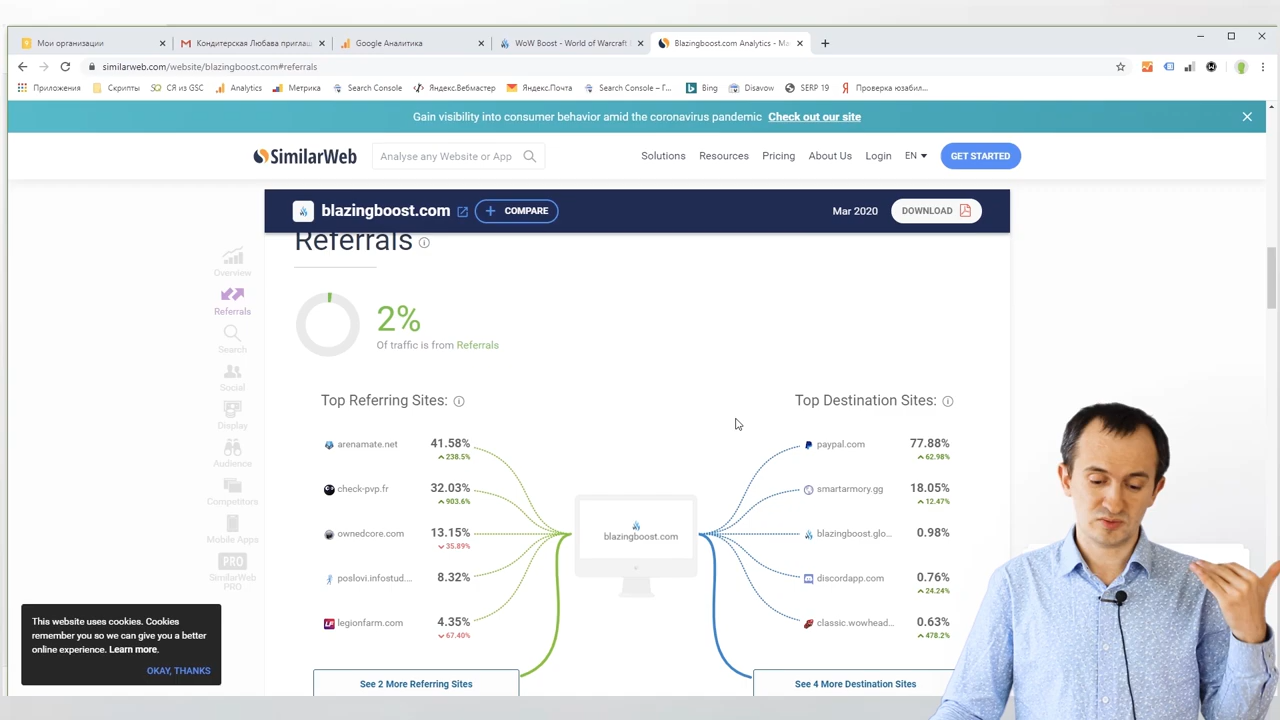 Мои организации
Кондитерская Любава приглаш
Google Аналитика
WoW Boost - World of Warcraft
Blazingboost.com Analytics - Ma
similarweb.com/website/blazingboost.com#referrals
Приложения
Скрипты
СЯ из GSC
Analytics
Метрика
Search Console
Яндекс.Вебмастер
Яндекс.Почта
Search Console – Г...
Bing
Disavow
SERP 19
Проверка юзабил...
Gain visibility into consumer behavior amid the coronavirus pandemic Check out our site
SimilarWeb
Analyse any Website or App
Solutions
Resources
Pricing
About Us
Login
EN
GET STARTED
blazingboost.com
COMPARE
Mar 2020
DOWNLOAD
Referrals
Overview
Referrals
Search
Social
Display
Audience
Competitors
Mobile Apps
PRO
SimilarWeb
PRO
2%
Of traffic is from Referrals
Top Referring Sites:
arenamate.net 41.58%
238.5%
check-pvp.fr 32.03%
903.6%
ownedcore.com 13.15%
35.89%
poslovi.infostud... 8.32%
legionfarm.com 4.35%
67.40%
See 2 More Referring Sites
blazingboost.com
Top Destination Sites:
paypal.com 77.88%
62.98%
smartarmory.gg 18.05%
12.47%
blazingboost.glo... 0.98%
discordapp.com 0.76%
24.24%
classic.wowhead... 0.63%
478.2%
See 4 More Destination Sites
This website uses cookies. Cookies
remember you so we can give you a better
online experience. Learn more.
OKAY, THANKS